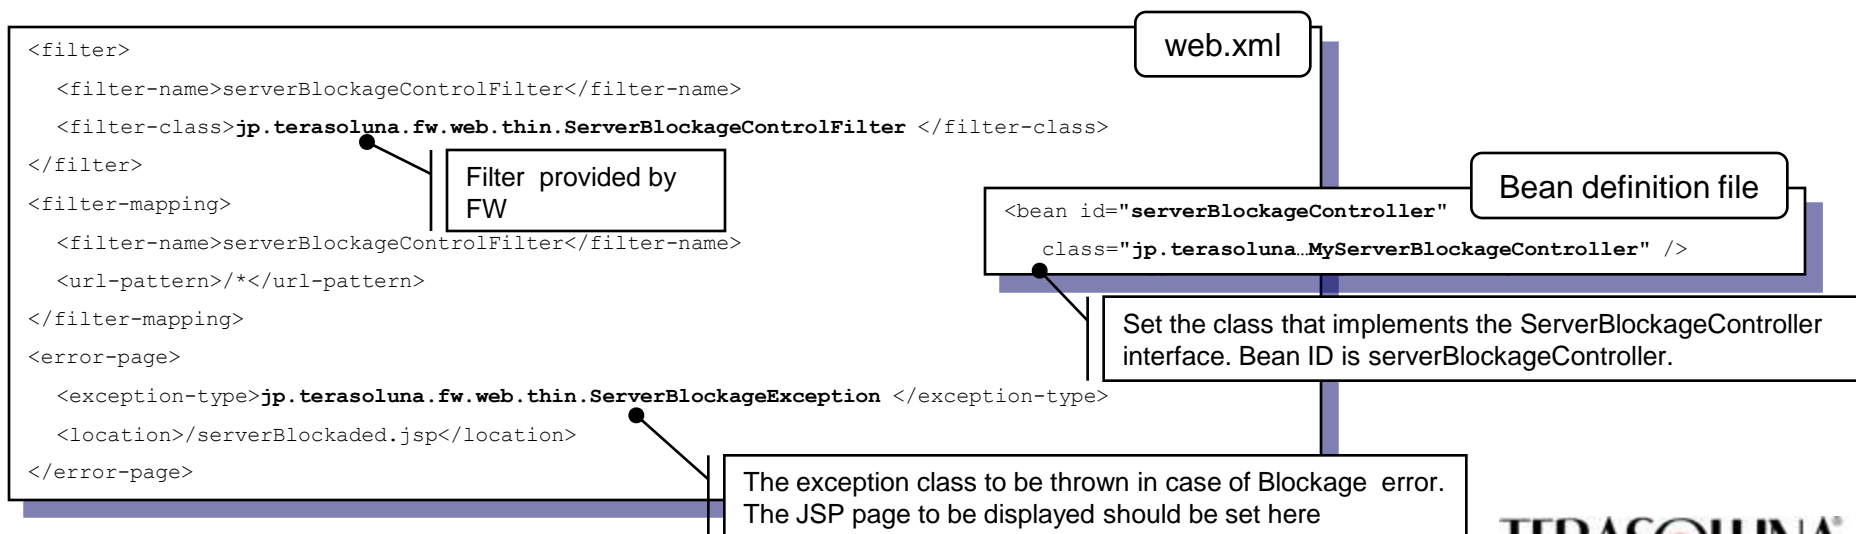 web.xml
<filter>
<filter-name>serverBlockageControlFilter</filter-name>
<filter-class>jp.terasoluna.fw.web.thin.ServerBlockageControlFilter </filter-class>
</filter>
Filter provided by
FW
<filter-mapping>
<filter-name>serverBlockageControlFilter</filter-name>
<url-pattern>/*</url-pattern>
</filter-mapping>
<error-page>
<exception-type>jp.terasoluna.fw.web.thin.ServerBlockageException </exception-type>
<location>/serverBlockaded.jsp</location>
</error-page>
The exception class to be thrown in case of Blockage error.
The JSP page to be displayed should be set here
Bean definition file
<bean id="serverBlockageController"
class="jp.terasoluna…MyServerBlockageController" />
Set the class that implements the ServerBlockageController
interface. Bean ID is serverBlockageController.
TERASOLUNA®